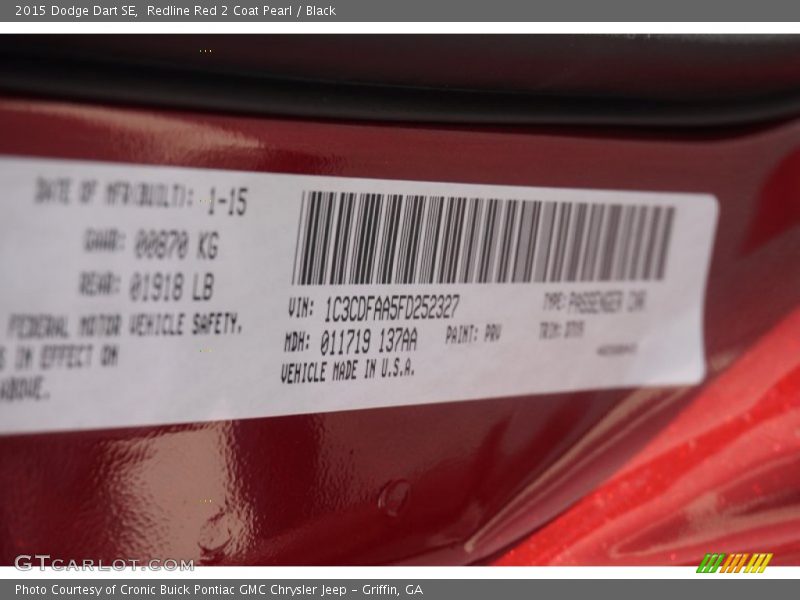 2015 Dodge Dart SE,  Redline Red 2 Coat Pearl / Black
DATE OF MFR(BUILT): 1-15
GAWR: 00870 KG
REAR: 01918 LB
FEDERAL MOTOR VEHICLE SAFETY.
S IN EFFECT ON
ABOVE.
VIN: 1C3CDFAA5FD252327
TYPE: PASSENGER CAR
MDH: 011719 137AA
PAINT: PRV
TRIM:
VEHICLE MADE IN U.S.A.
GTcarlot.com
Photo Courtesy of Cronic Buick Pontiac GMC Chrysler Jeep – Griffin, GA